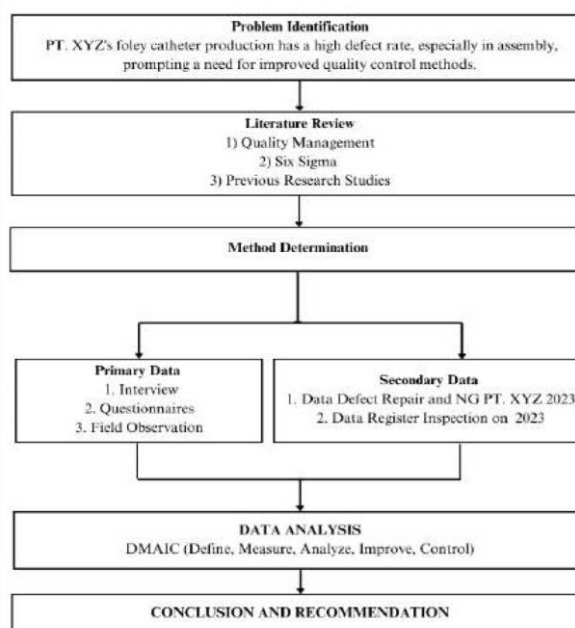 Problem Identification
PT. XYZ's foley catheter production has a high defect rate, especially in assembly,
prompting a need for improved quality control methods.
Literature Review
1) Quality Management
2) Six Sigma
3) Previous Research Studies
Method Determination
Primary Data
1. Interview
2. Questionnaires
3. Field Observation
Secondary Data
1. Data Defect Repair and NG PT. XYZ 2023
2. Data Register Inspection on 2023
DATA ANALYSIS
DMAIC (Define, Measure, Analyze, Improve, Control)
CONCLUSION AND RECOMMENDATION